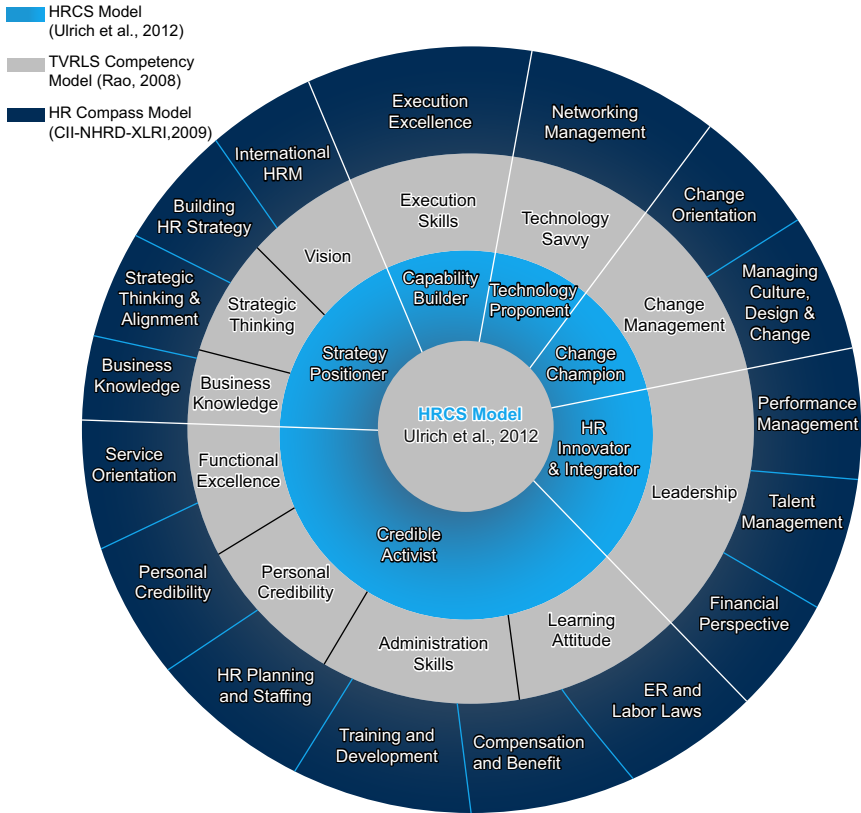 HRCS Model
(Ulrich et al., 2012)
TVRLS Competency
Model (Rao, 2008)
HR Compass Model
(CII-NHRD-XLRI,2009)
Execution
Excellence
Networking
Management
Change
Orientation
Managing
Culture,
Design &
Change
Performance
Management
Talent
Management
Financial
Perspective
ER and
Labor Laws
Compensation
and Benefit
Training and
Development
HR Planning
and Staffing
Personal
Credibility
Service
Orientation
Business
Knowledge
Strategic
Thinking &
Alignment
Building
HR Strategy
International
HRM
Execution
Skills
Technology
Savvy
Change
Management
Leadership
Learning
Attitude
Administration
Skills
Personal
Credibility
Functional
Excellence
Business
Knowledge
Strategic
Thinking
Vision
Capability
Builder
Technology
Proponent
Change
Champion
HR
Innovator
& Integrator
Credible
Activist
Strategy
Positioner
HRCS Model
Ulrich et al., 2012